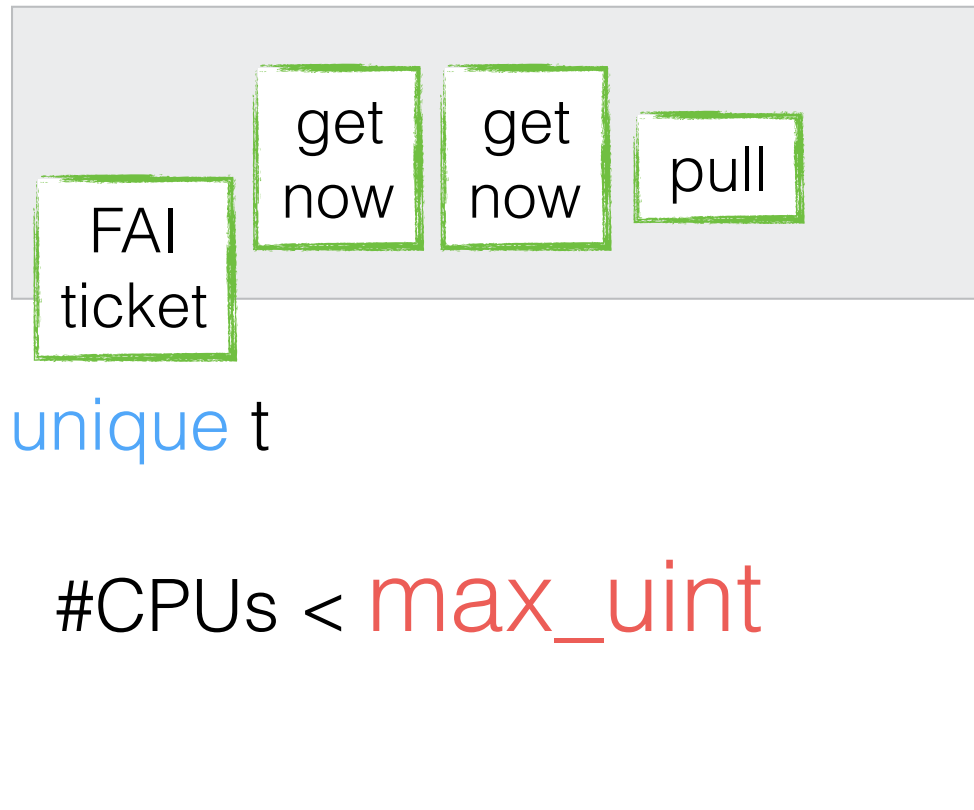 FAI
ticket
get
now
get
now
pull
unique t
#CPUs < max_uint